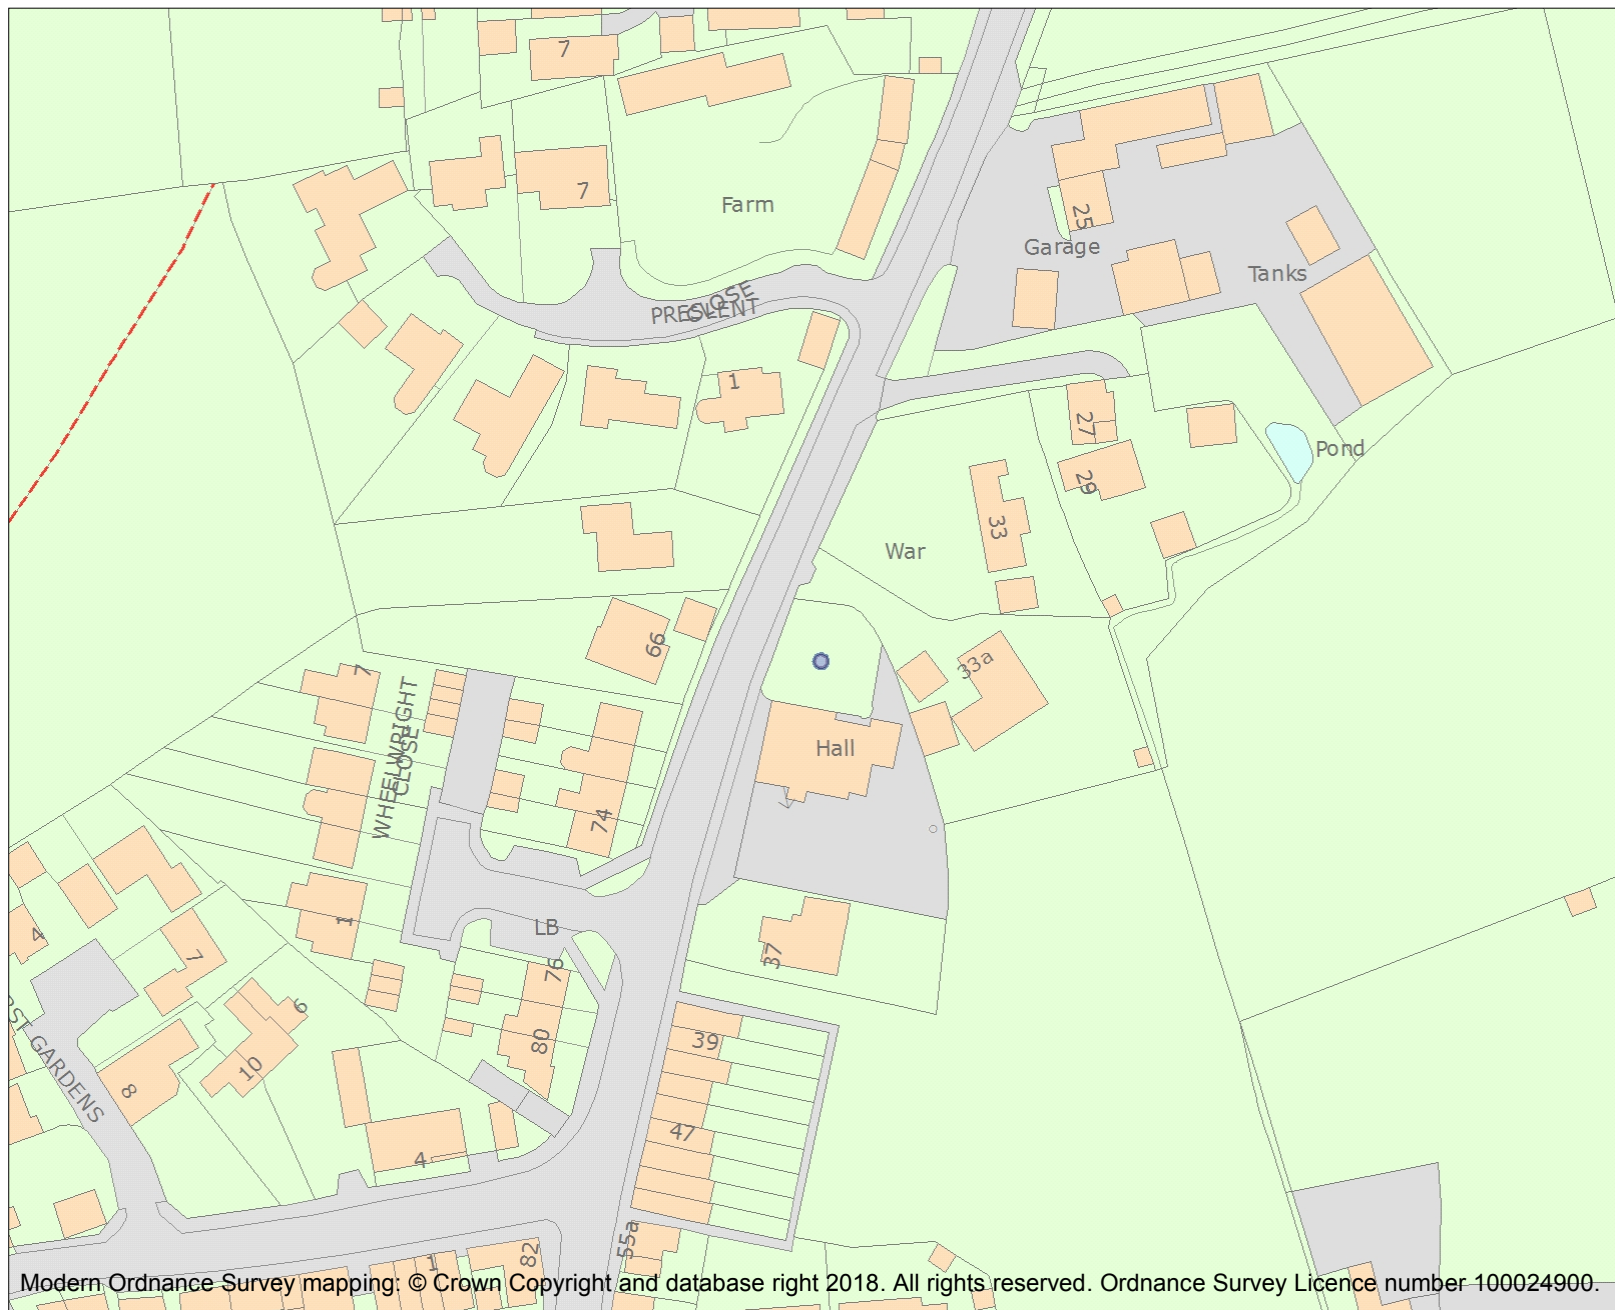 7
7
Farm
25
Garage
Tanks
PRECLENT
CLOSE
1
27
Pond
29
33
War
66
33a
7
WHEELWRIGHT
CLOSE
Hall
74
1
LB
4
7
37
76
6
RST GARDENS
80
39
10
8
47
4
55a
82
1
Modern Ordnance Survey mapping: © Crown Copyright and database right 2018. All rights reserved. Ordnance Survey Licence number 100024900.